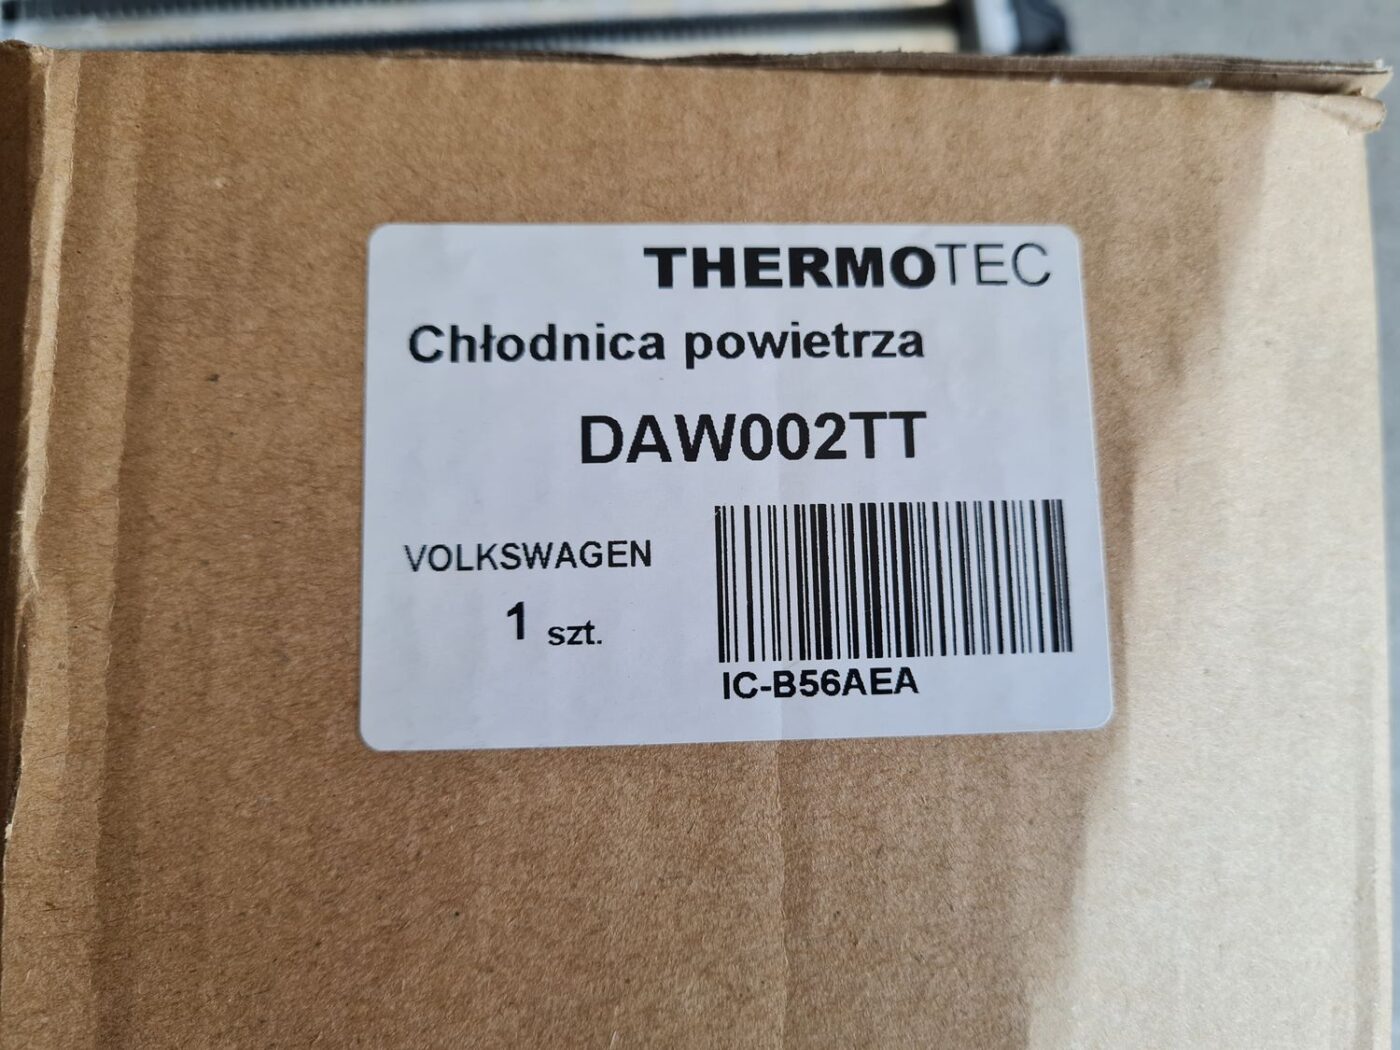 THERMOTEC
Chłodnica powietrza
DAW002TT
VOLKSWAGEN
1 szt.
IC-B56AEA